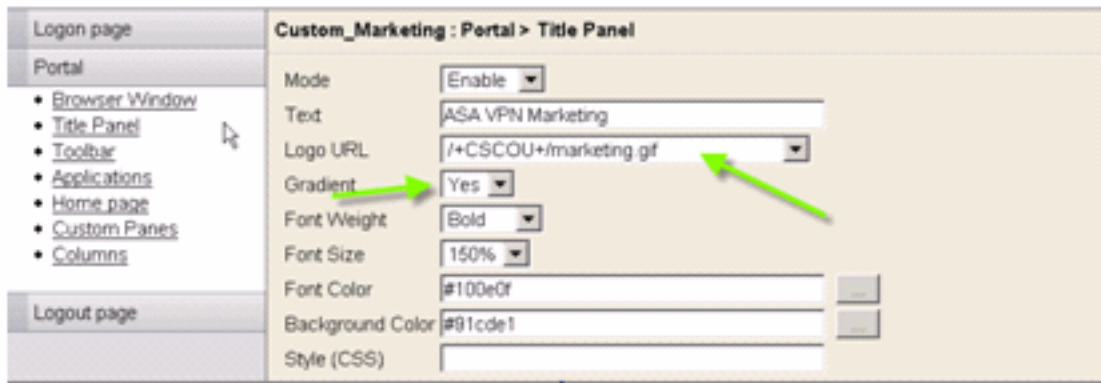 Logon page
Portal
• Browser Window
• Title Panel
• Toolbar
• Applications
• Home page
• Custom Panes
• Columns
Logout page
Custom_Marketing : Portal > Title Panel
Mode Enable
Text ASA VPN Marketing
Logo URL /+CSCOU+/marketing.gif
Gradient Yes
Font Weight Bold
Font Size 150%
Font Color #100e0f ...
Background Color #91cde1 ...
Style (CSS)